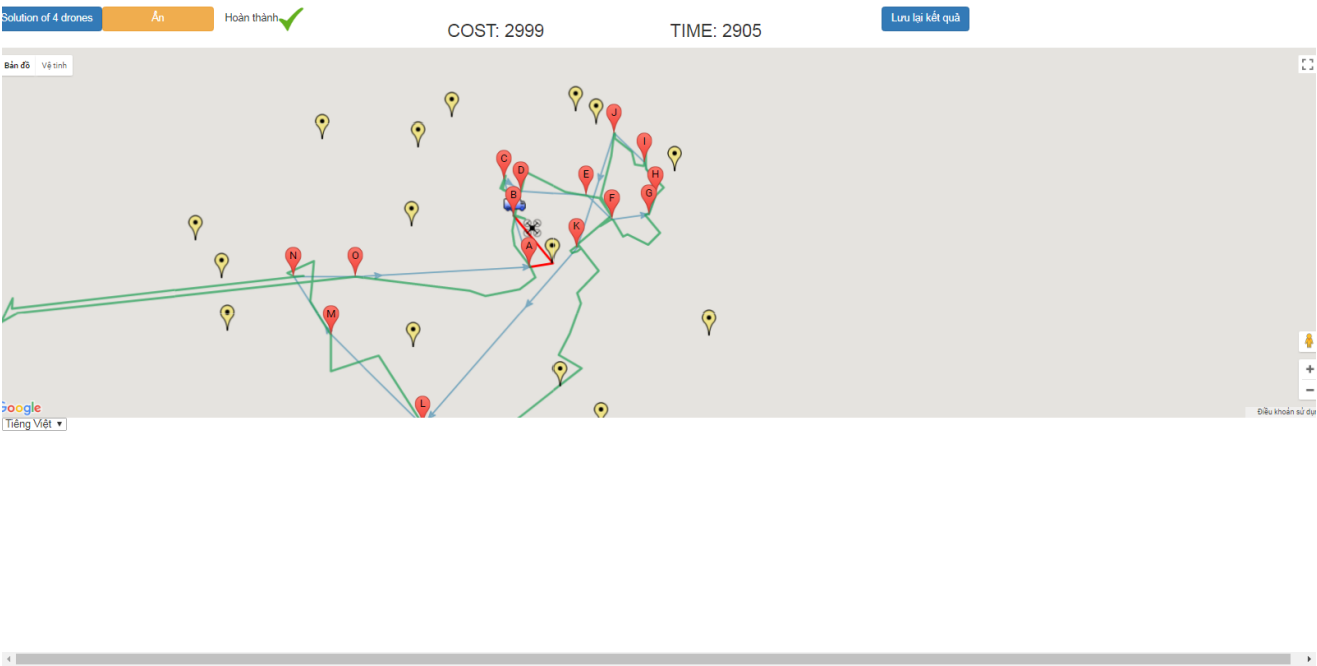 Solution of 4 drones
Ẩn
Hoàn thành
COST: 2999
TIME: 2905
Lưu lại kết quả
Bản đồ
Vệ tinh
J
I
C
D
E
H
B
G
F
K
A
N
O
M
L
Google
Điều khoản sử dụ
Tiếng Việt